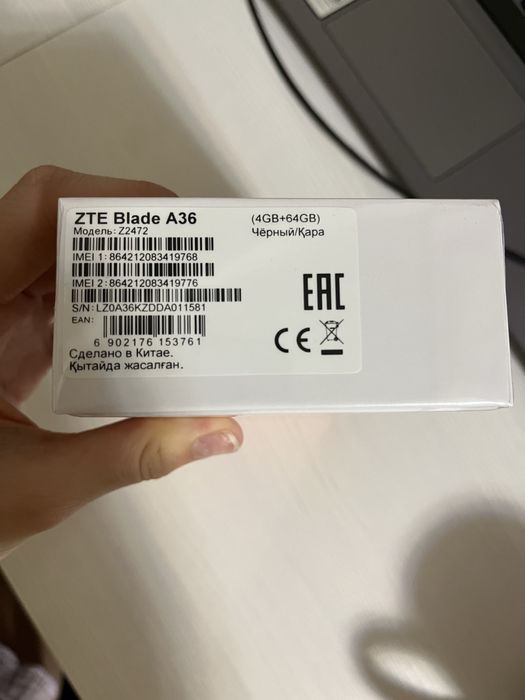 ZTE Blade A36
(4GB+64GB)
Модель: Z2472
Чёрный/Қара
IMEI 1: 864212083419768
IMEI 2: 864212083419776
S/N: LZ0A36KZDDA011581
EAC
EAN:
6 902176 153761
CE
Сделано в Китае.
Қытайда жасалған.